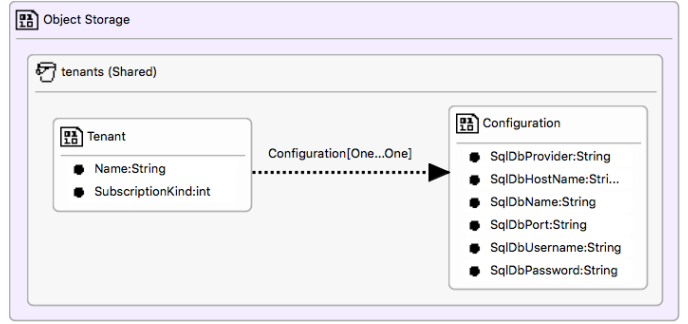 Object Storage
tenants (Shared)
Tenant
Name:String
SubscriptionKind:int
Configuration[One...One]
Configuration
SqlDbProvider:String
SqlDbHostName:Stri...
SqlDbName:String
SqlDbPort:String
SqlDbUsername:String
SqlDbPassword:String